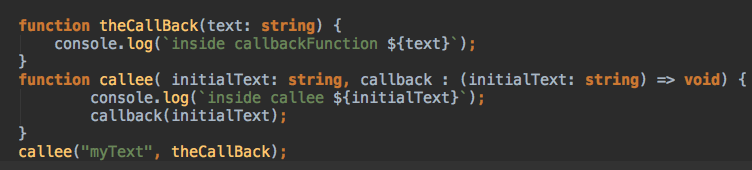 function theCallBack(text: string) {
    console.log(`inside callbackFunction ${text}`);
}
function callee( initialText: string, callback : (initialText: string) => void) {
        console.log(`inside callee ${initialText}`);
        callback(initialText);
}
callee("myText", theCallBack);